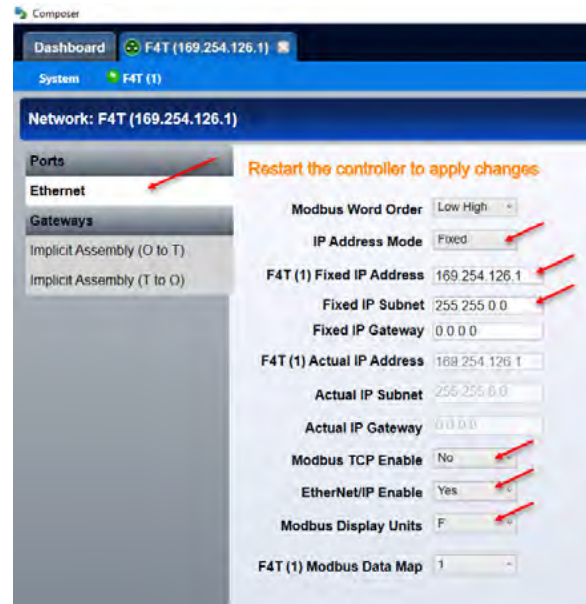 Composer
Dashboard F4T (169.254.126.1)
System F4T (1)
Network: F4T (169.254.126.1)
Ports
Ethernet
Gateways
Implicit Assembly (O to T)
Implicit Assembly (T to O)
Restart the controller to apply changes
Modbus Word Order Low High
IP Address Mode Fixed
F4T (1) Fixed IP Address 169.254.126.1
Fixed IP Subnet 255.255.0.0
Fixed IP Gateway 0.0.0.0
F4T (1) Actual IP Address 169.254.126.1
Actual IP Subnet 255.255.0.0
Actual IP Gateway 0.0.0.0
Modbus TCP Enable No
EtherNet/IP Enable Yes
Modbus Display Units F
F4T (1) Modbus Data Map 1